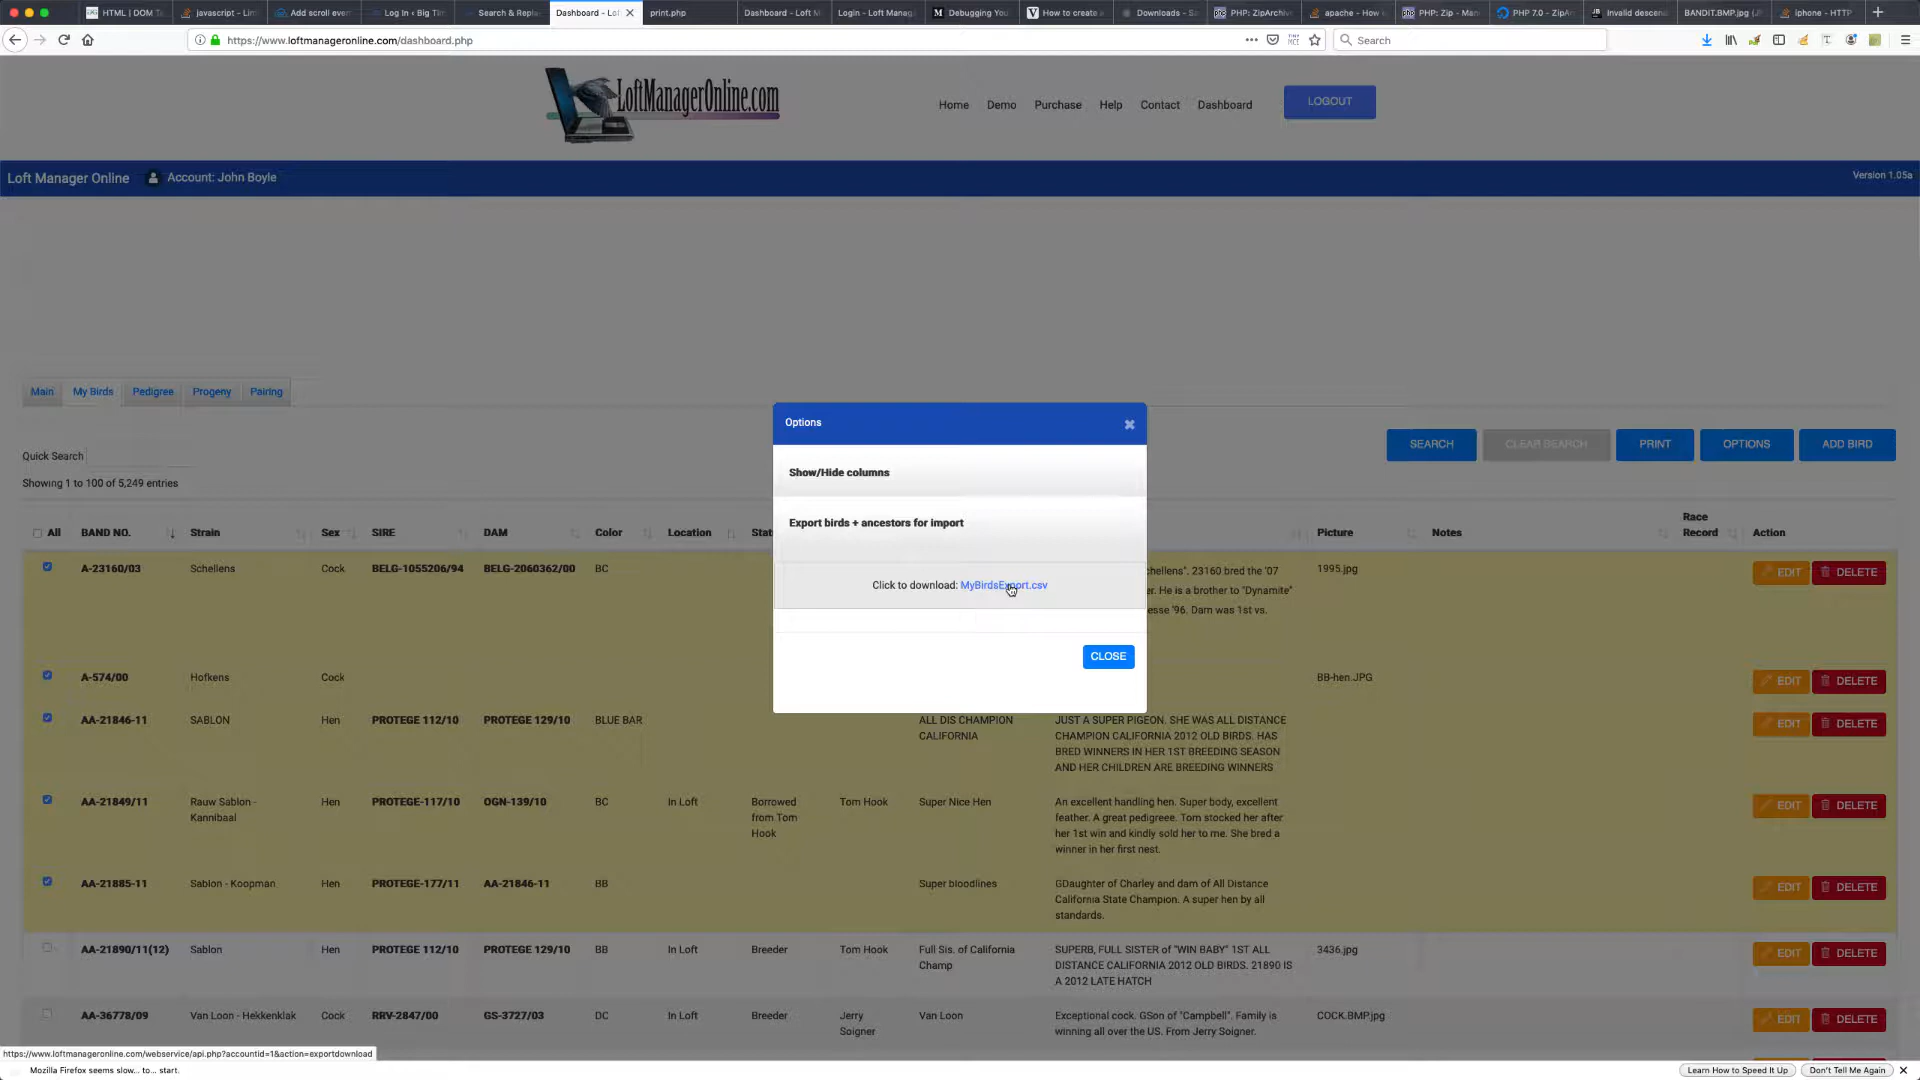 HTML | DOM T
javascript - Lin
Add scroll even
Log In ‹ Big Tim
Search & Repla
Dashboard - Lof
print.php
Dashboard - Loft M
Login - Loft Manag
Debugging You
How to create a
Downloads - S
PHP: ZipArchiv
apache - How
PHP: Zip - Man
PHP 7.0 - ZipAr
Invalid descend
BANDIT.BMP.jpg (J
iphone - HTTP
https://www.loftmanageronline.com/dashboard.php
Search
LoftManagerOnline.com
Home Demo Purchase Help Contact Dashboard LOGOUT
Loft Manager Online Account: John Boyle Version 1.05a
Main My Birds Pedigree Progeny Pairing
Options
SEARCH CLEAR SEARCH PRINT OPTIONS ADD BIRD
Quick Search
Showing 1 to 100 of 5,249 entries
Show/Hide columns
Export birds + ancestors for import
Click to download: MyBirdsExport.csv
CLOSE
All BAND NO. Strain Sex SIRE DAM Color Location Stat Picture Notes Race Record Action
A-23160/03 Schellens Cock BELG-1055206/94 BELG-2060362/00 BC 1995.jpg EDIT DELETE
chellens". 23160 bred the '07
er. He is a brother to "Dynamite"
esse '96. Dam was 1st vs.
A-574/00 Hofkens Cock BB-hen.JPG EDIT DELETE
AA-21846-11 SABLON Hen PROTEGE 112/10 PROTEGE 129/10 BLUE BAR EDIT DELETE
ALL DIS CHAMPION
CALIFORNIA
JUST A SUPER PIGEON. SHE WAS ALL DISTANCE
CHAMPION CALIFORNIA 2012 OLD BIRDS. HAS
BRED WINNERS IN HER 1ST BREEDING SEASON
AND HER CHILDREN ARE BREEDING WINNERS
AA-21849/11 Rauw Sablon - Kannibaal Hen PROTEGE-117/10 OGN-139/10 BC In Loft Borrowed from Tom Hook Tom Hook Super Nice Hen EDIT DELETE
An excellent handling hen. Super body, excellent
feather. A great pedigreee. Tom stocked her after
her 1st win and kindly sold her to me. She bred a
winner in her first nest.
AA-21885-11 Sablon - Koopman Hen PROTEGE-177/11 AA-21846-11 BB Super bloodlines EDIT DELETE
GDaughter of Charley and dam of All Distance
California State Champion. A super hen by all
standards.
AA-21890/11(12) Sablon Hen PROTEGE 112/10 PROTEGE 129/10 BB In Loft Breeder Tom Hook Full Sis. of California Champ 3436.jpg EDIT DELETE
SUPERB, FULL SISTER of "WIN BABY" 1ST ALL
DISTANCE CALIFORNIA 2012 OLD BIRDS. 21890 IS
A 2012 LATE HATCH
AA-36778/09 Van Loon - Hekkenklak Cock RRV-2847/00 GS-3727/03 DC In Loft Breeder Jerry Soigner Van Loon COCK.BMP.jpg EDIT DELETE
Exceptional cock. GSon of "Campbell". Family is
winning all over the US. From Jerry Soigner.
https://www.loftmanageronline.com/webservice/api.php?accountid=1&action=exportdownload
Mozilla Firefox seems slow... to... start. Learn How to Speed It Up Don't Tell Me Again